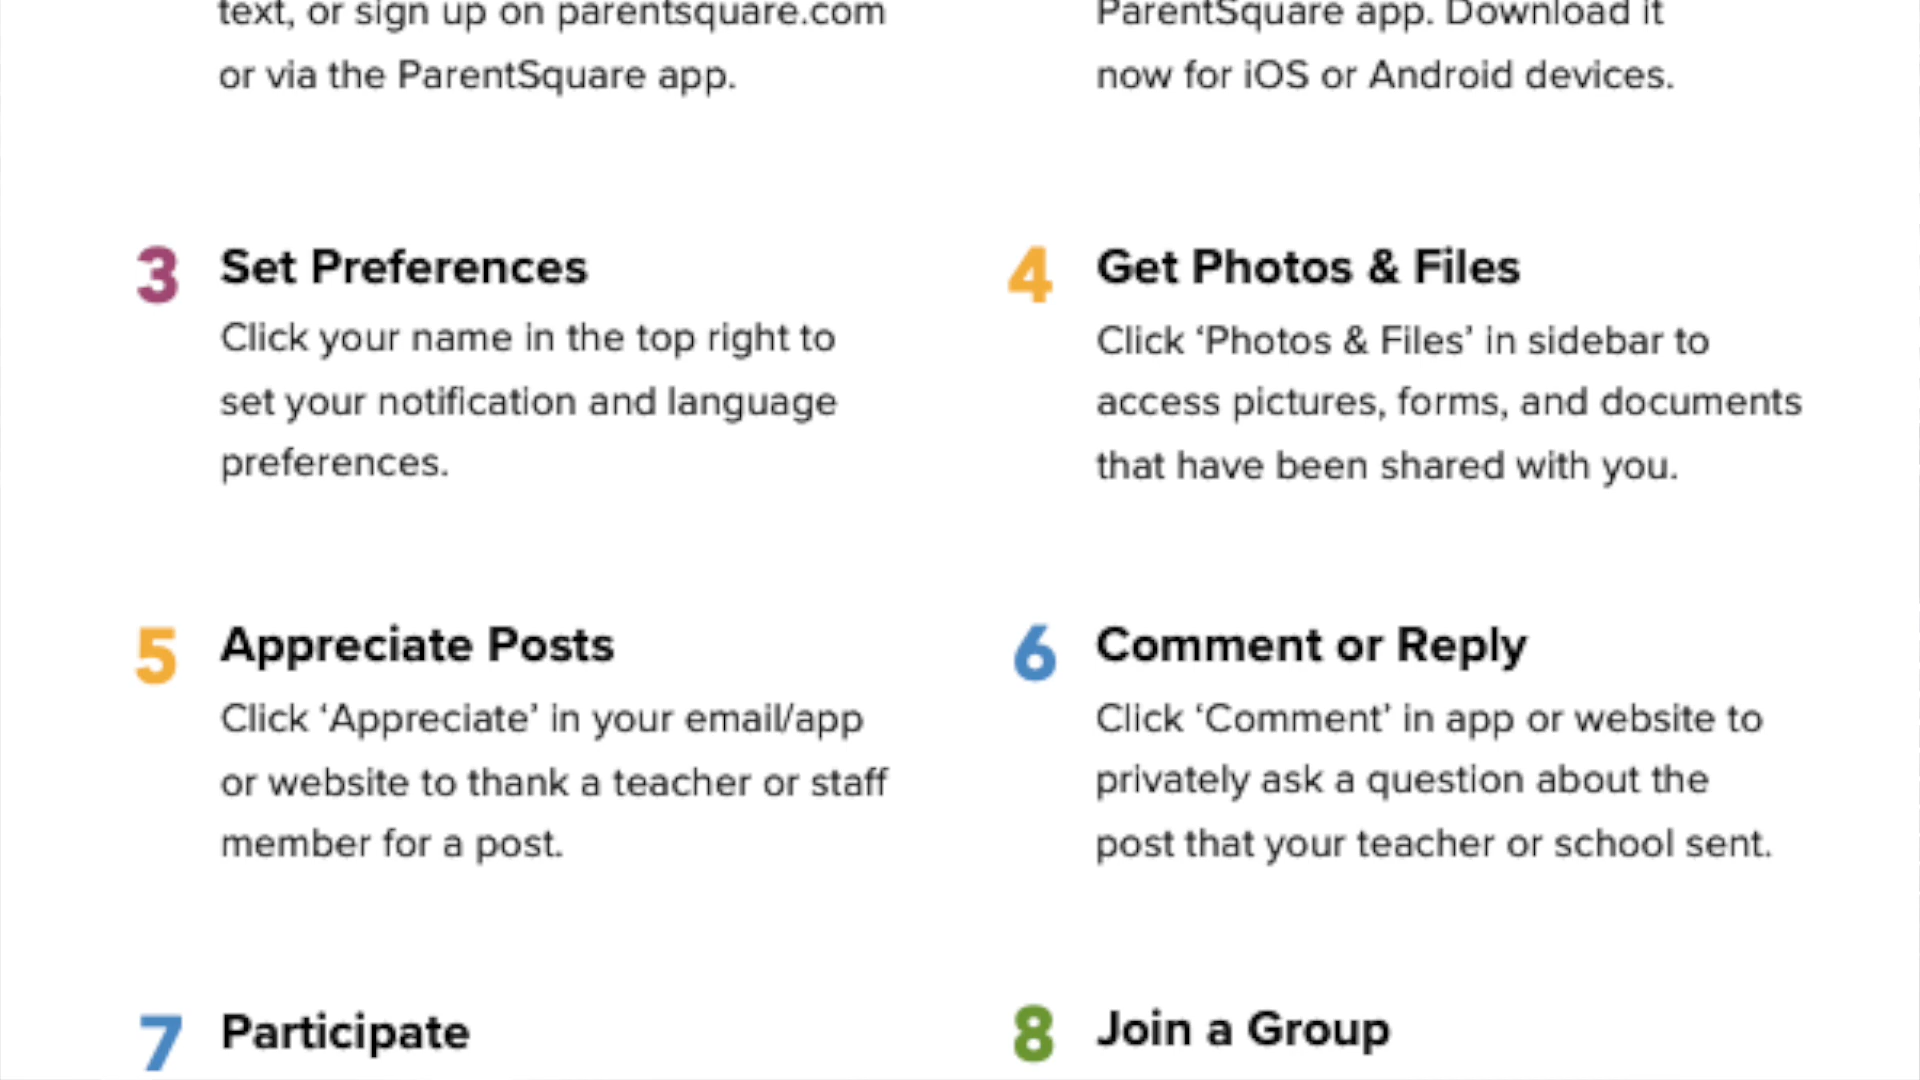 text, or sign up on parentsquare.com
or via the ParentSquare app.
ParentSquare app. Download it
now for iOS or Android devices.
3 Set Preferences
Click your name in the top right to
set your notification and language
preferences.
4 Get Photos & Files
Click ‘Photos & Files’ in sidebar to
access pictures, forms, and documents
that have been shared with you.
5 Appreciate Posts
Click ‘Appreciate’ in your email/app
or website to thank a teacher or staff
member for a post.
6 Comment or Reply
Click ‘Comment’ in app or website to
privately ask a question about the
post that your teacher or school sent.
7 Participate
8 Join a Group